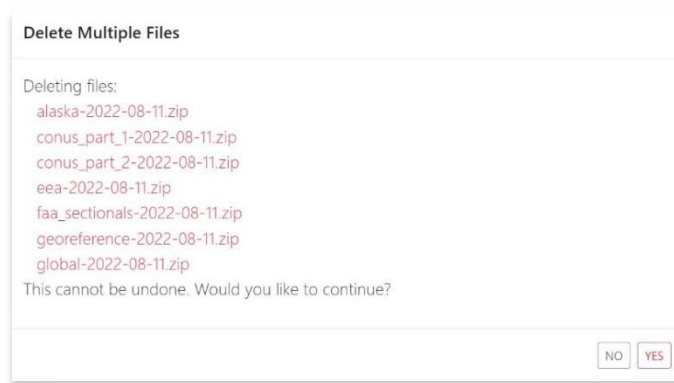 Delete Multiple Files
Deleting files:
alaska-2022-08-11.zip
conus_part_1-2022-08-11.zip
conus_part_2-2022-08-11.zip
eea-2022-08-11.zip
faa_sectionals-2022-08-11.zip
georeference-2022-08-11.zip
global-2022-08-11.zip
This cannot be undone. Would you like to continue?
NO YES